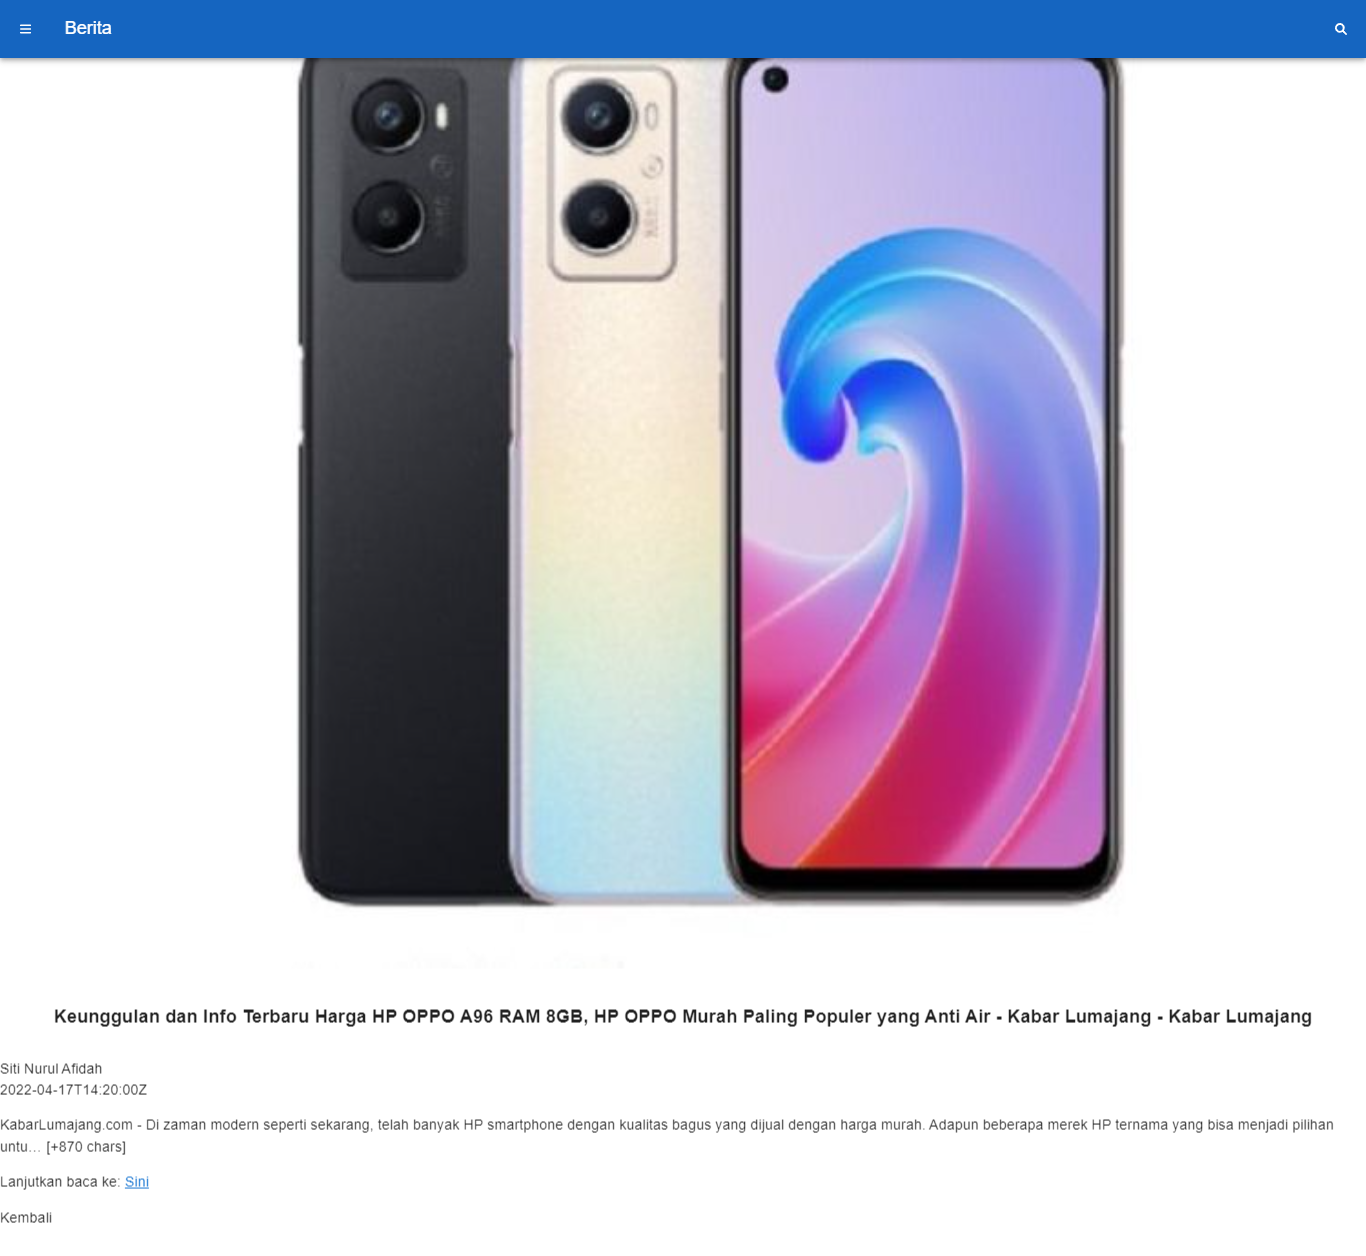 Berita
Keunggulan dan Info Terbaru Harga HP OPPO A96 RAM 8GB, HP OPPO Murah Paling Populer yang Anti Air - Kabar Lumajang - Kabar Lumajang
Siti Nurul Afidah
2022-04-17T14:20:00Z
KabarLumajang.com - Di zaman modern seperti sekarang, telah banyak HP smartphone dengan kualitas bagus yang dijual dengan harga murah. Adapun beberapa merek HP ternama yang bisa menjadi pilihan
untu… [+870 chars]
Lanjutkan baca ke: Sini
Kembali